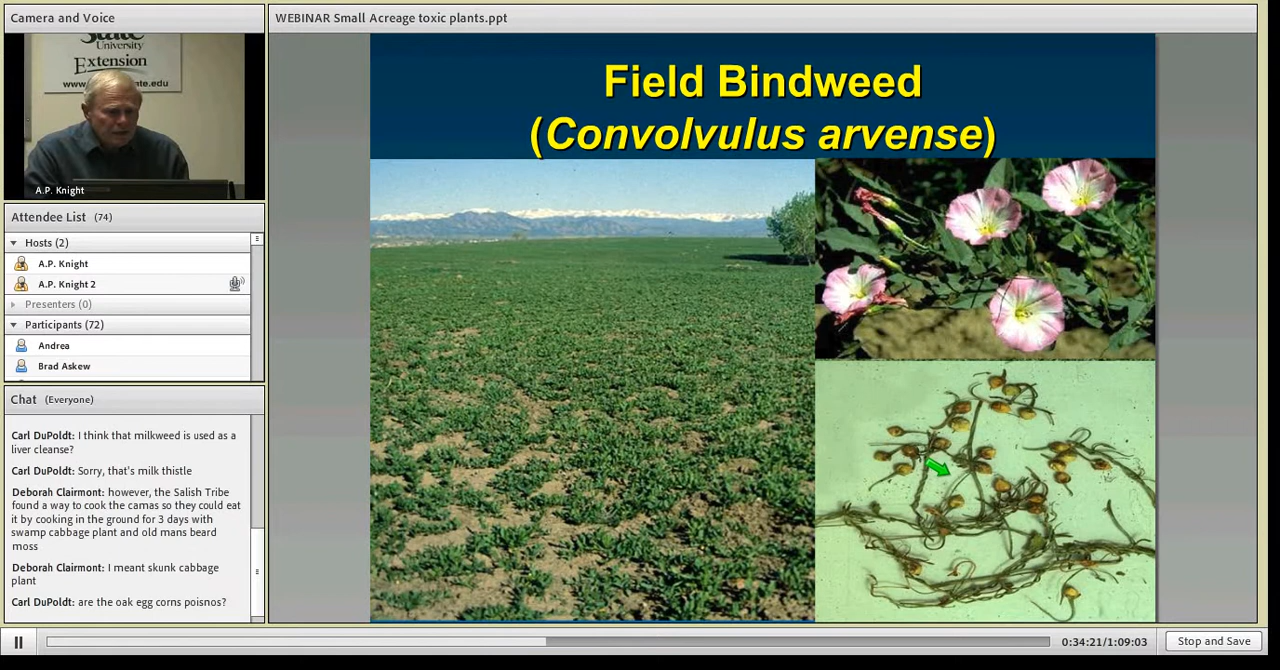 Camera and Voice
State
University
Extension
www.
ate.edu
A.P. Knight
Attendee List (74)
Hosts (2)
A.P. Knight
A.P. Knight 2
Presenters (0)
Participants (72)
Andrea
Brad Askew
Chat (Everyone)
Carl DuPoldt: I think that milkweed is used as a
liver cleanse?
Carl DuPoldt: Sorry, that's milk thistle
Deborah Clairmont: however, the Salish Tribe
found a way to cook the camas so they could eat
it by cooking in the ground for 3 days with
swamp cabbage plant and old mans beard
moss
Deborah Clairmont: I meant skunk cabbage
plant
Carl DuPoldt: are the oak egg corns poisnos?
WEBINAR Small Acreage toxic plants.ppt
Field Bindweed
(Convolvulus arvense)
0:34:21/1:09:03
Stop and Save